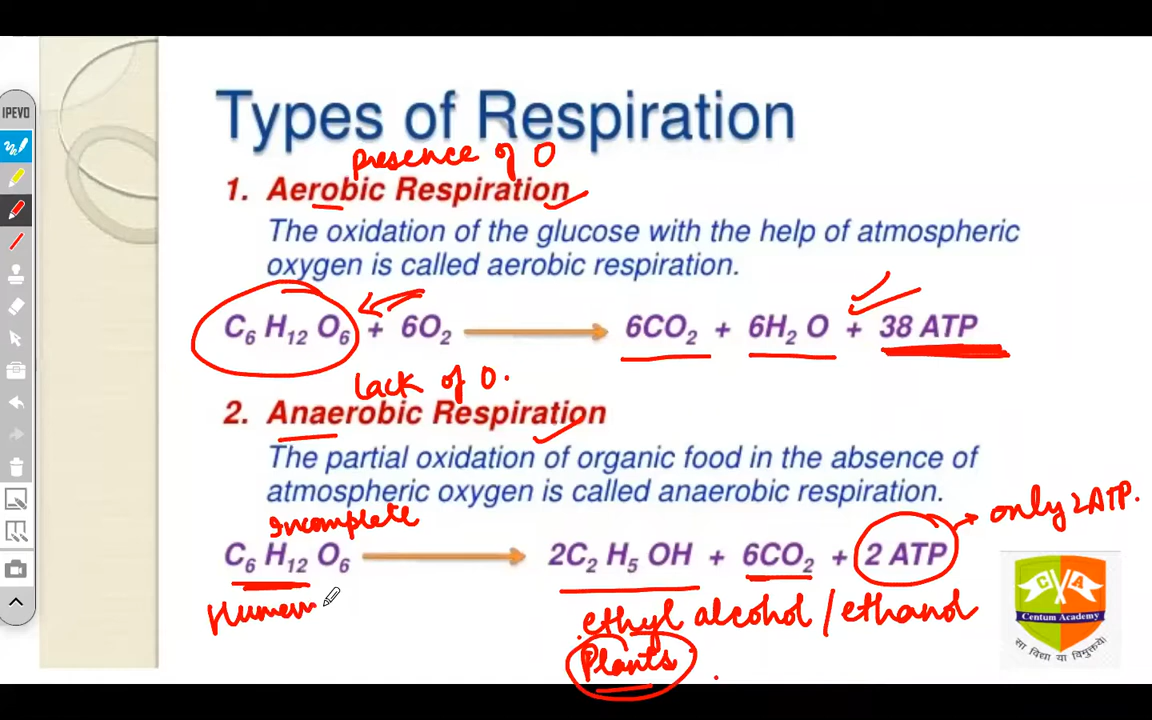 IPEVO
Types of Respiration
presence of O
1. Aerobic Respiration
The oxidation of the glucose with the help of atmospheric
oxygen is called aerobic respiration.
C6 H12 O6 + 6O2 → 6CO2 + 6H2 O + 38 ATP
Lack of O.
2. Anaerobic Respiration
The partial oxidation of organic food in the absence of
atmospheric oxygen is called anaerobic respiration.
Incomplete
only 2ATP.
C6 H12 O6 → 2C2 H5 OH + 6CO2 + 2 ATP
ethyl alcohol / ethanol
Plants
C A
Centum Academy
सा विद्या या विमुक्तये